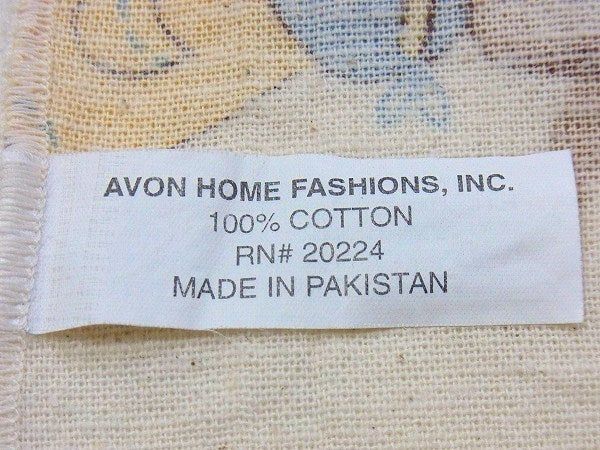 AVON HOME FASHIONS, INC.
100% COTTON
RN# 20224
MADE IN PAKISTAN